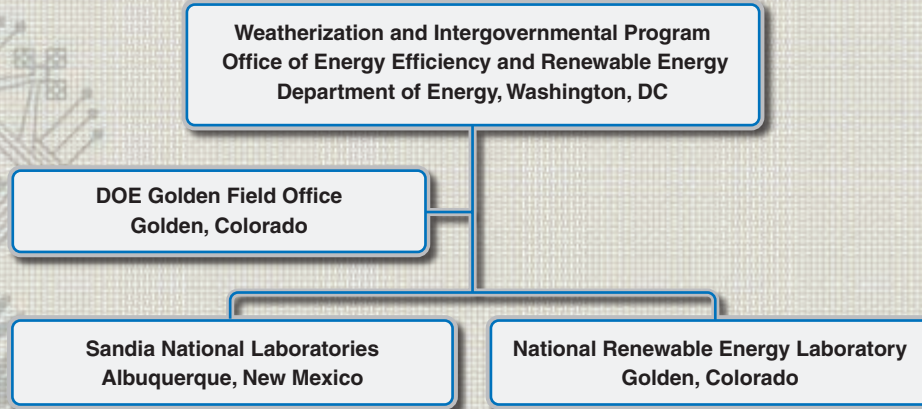 Weatherization and Intergovernmental Program
Office of Energy Efficiency and Renewable Energy
Department of Energy, Washington, DC
DOE Golden Field Office
Golden, Colorado
Sandia National Laboratories
Albuquerque, New Mexico
National Renewable Energy Laboratory
Golden, Colorado